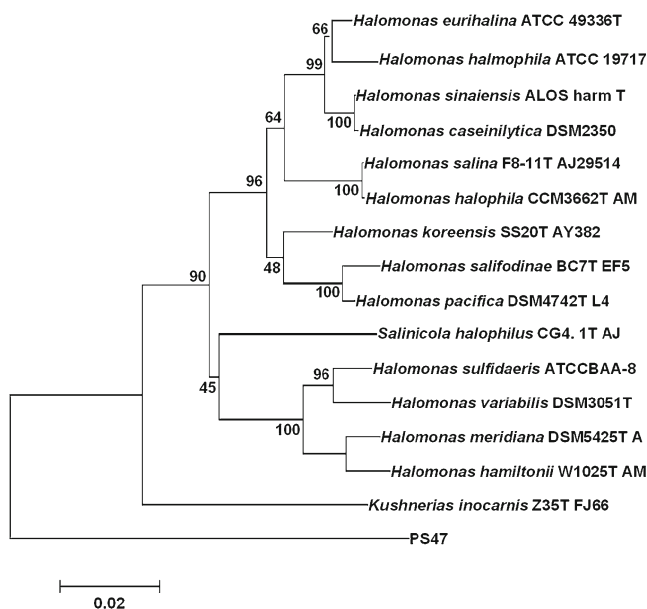 66 Halomonas eurihalina ATCC 49336T
Halomonas halmophila ATCC 19717
99
Halomonas sinaiensis ALOS harm T
100 Halomonas caseinilytica DSM2350
64
Halomonas salina F8-11T AJ29514
100 Halomonas halophila CCM3662T AM
96
Halomonas koreensis SS20T AY382
48 Halomonas salifodinae BC7T EF5
100 Halomonas pacifica DSM4742T L4
90
Salinicola halophilus CG4. 1T AJ
96 Halomonas sulfidaeris ATCCBAA-8
45
Halomonas variabilis DSM3051T
100 Halomonas meridiana DSM5425T A
Halomonas hamiltonii W1025T AM
Kushnerias inocarnis Z35T FJ66
PS47
0.02